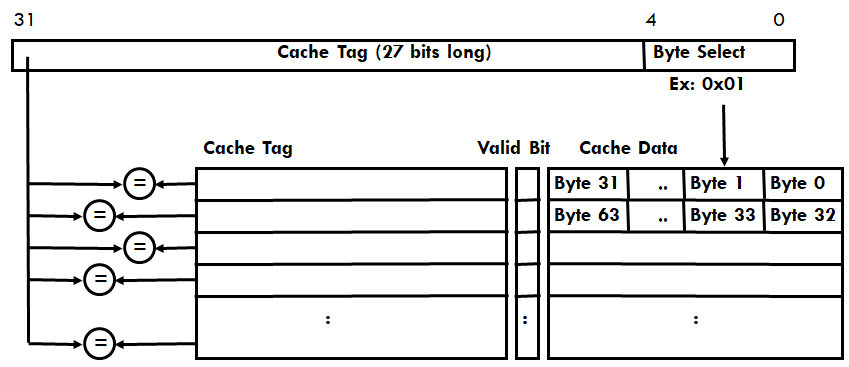 31 4 0
Cache Tag (27 bits long) Byte Select
Ex: 0x01
Cache Tag Valid Bit Cache Data
= Byte 31 .. Byte 1 Byte 0
= Byte 63 .. Byte 33 Byte 32
=
=
: : :
=